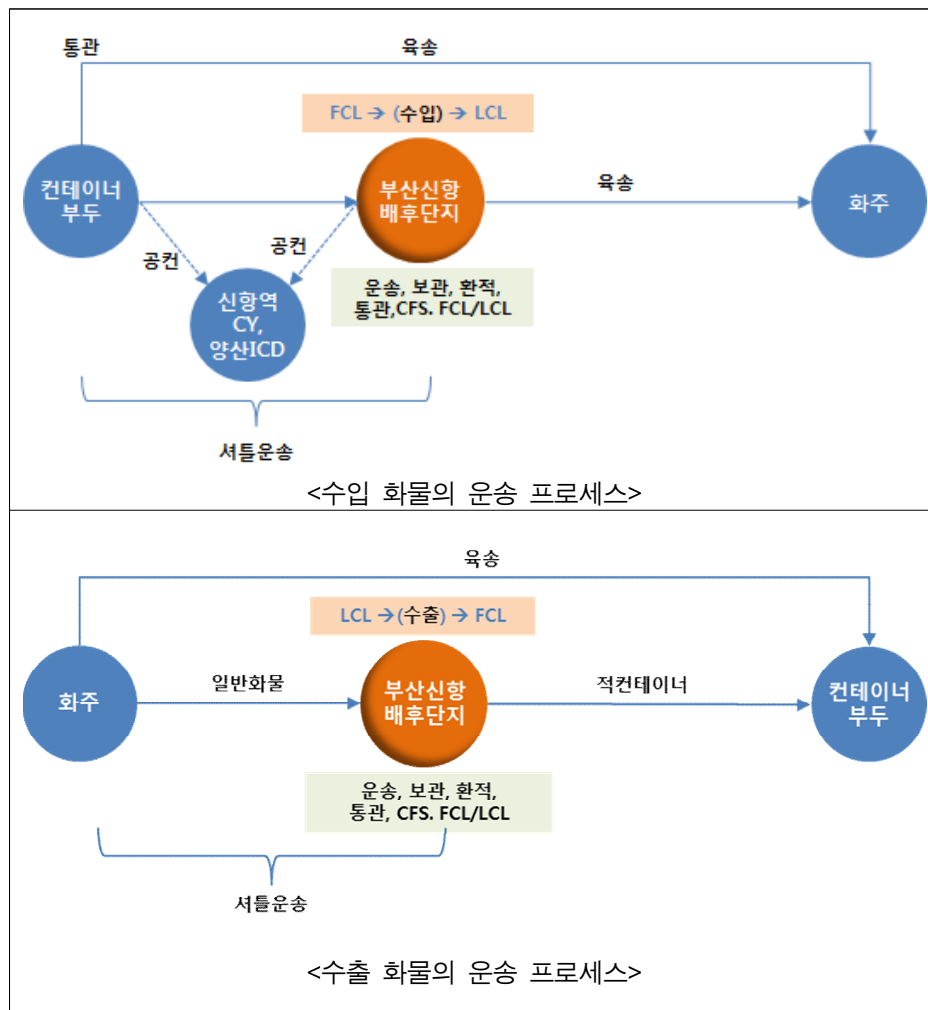 통관
육송
FCL → (수입) → LCL
컨테이너
부두
부산신항
배후단지
육송
화주
공컨
공컨
신항역
CY,
양산ICD
운송, 보관, 환적,
통관,CFS. FCL/LCL
셔틀운송
<수입 화물의 운송 프로세스>
육송
LCL →(수출) → FCL
화주
일반화물
부산신항
배후단지
적컨테이너
컨테이너
부두
운송, 보관, 환적,
통관, CFS. FCL/LCL
셔틀운송
<수출 화물의 운송 프로세스>